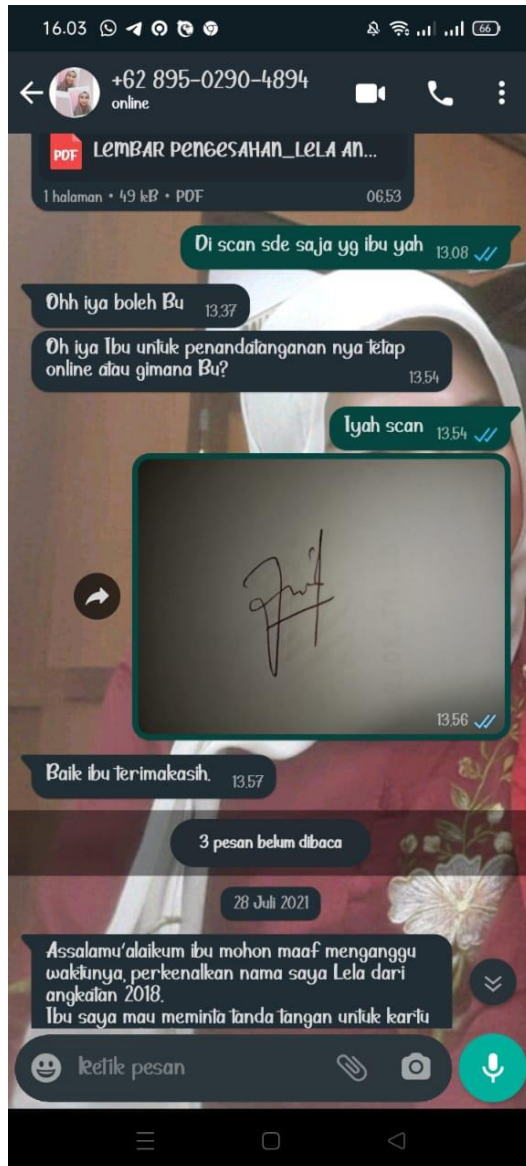 16.03
66
+62 895-0290-4894
online
PDF
LEMBAR PENGESAHAN_LELA AN...
1 halaman • 49 kB • PDF 06.53
Di scan sde saja yg ibu yah 13.08
Ohh iya boleh Bu 13.37
Oh iya Ibu untuk penandatanganan nya tetap
online atau gimana Bu? 13.54
Iyah scan 13.54
13.56
Baik ibu terimakasih. 13.57
3 pesan belum dibaca
28 Juli 2021
Assalamu'alaikum ibu mohon maaf menganggu
waktunya, perkenalkan nama saya Lela dari
angkatan 2018.
Ibu saya mau meminta tanda tangan untuk kartu
Ketik pesan